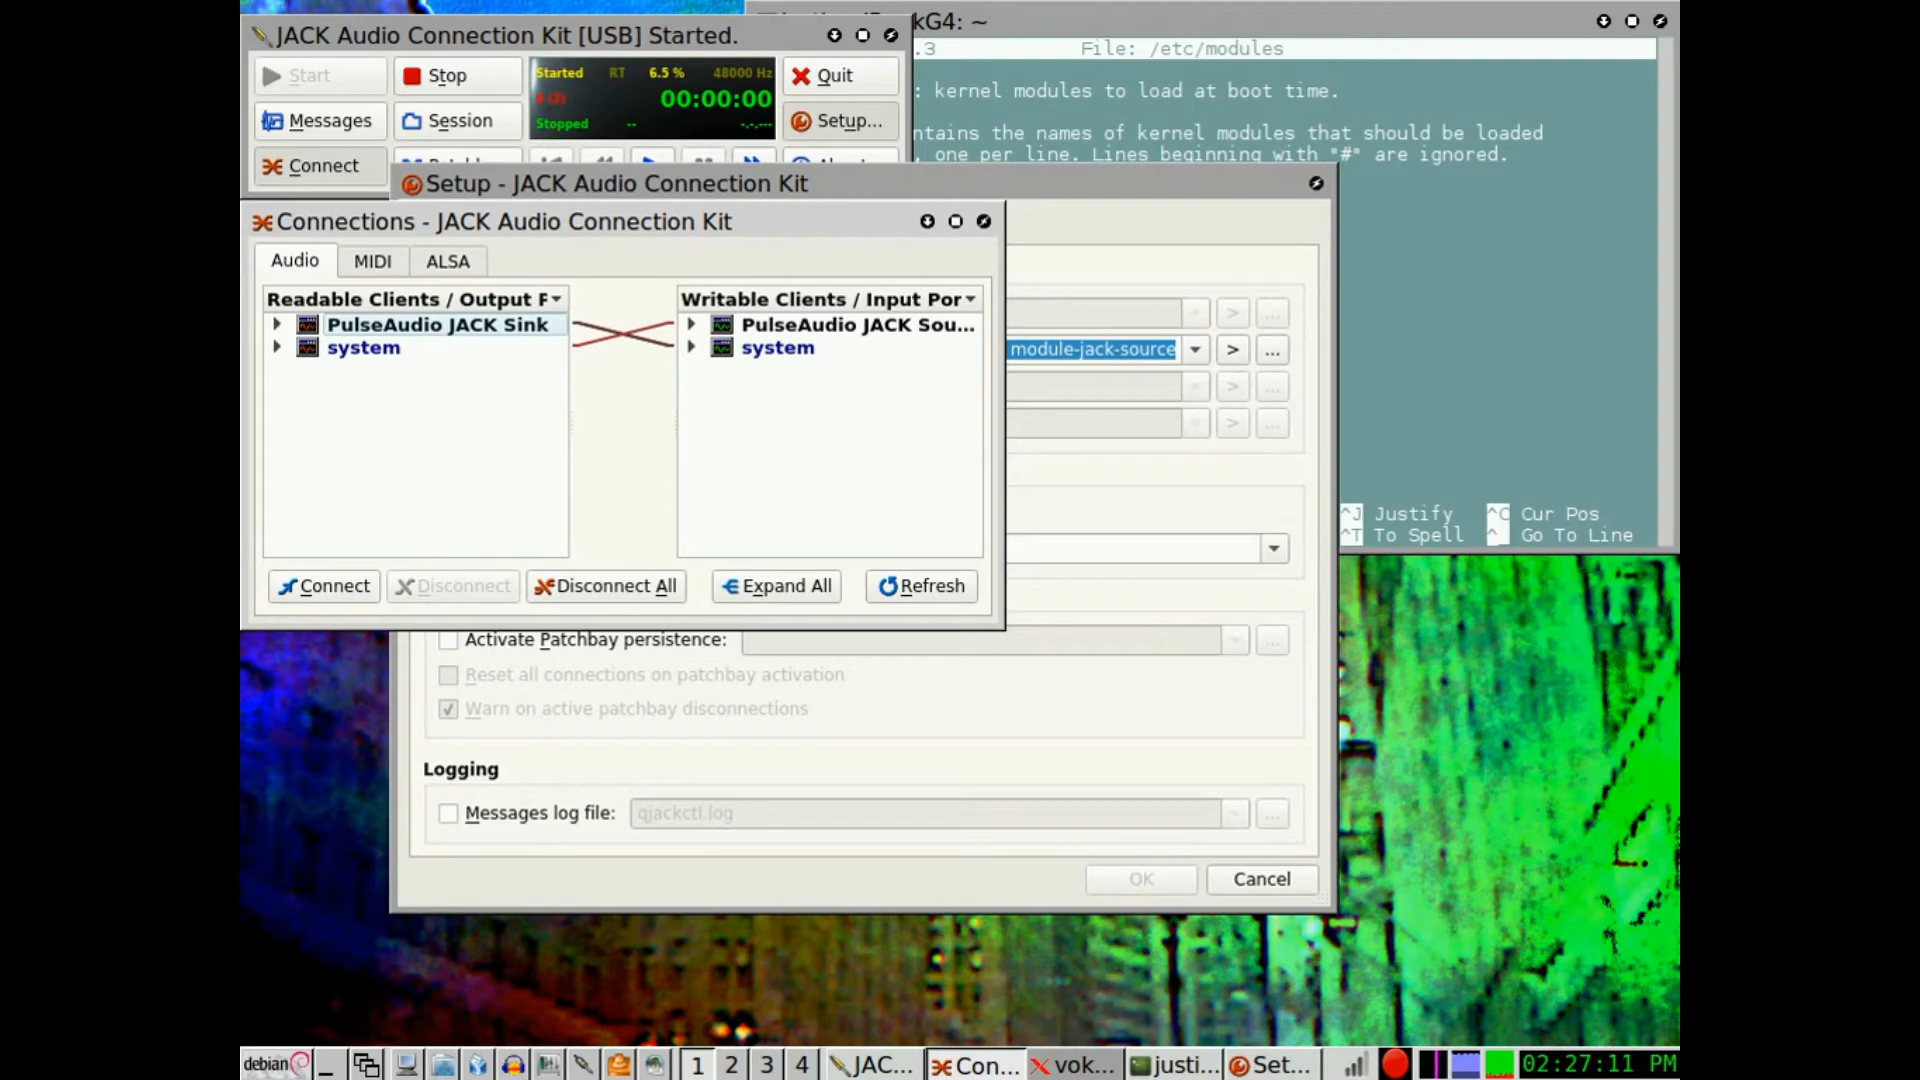 JACK Audio Connection Kit [USB] Started.
Start
Stop
Started RT 6.5 % 48000 Hz
00:00:00
Stopped -- -.-.---
Quit
Messages
Session
Setup...
Connect
kG4: ~
.3 File: /etc/modules
: kernel modules to load at boot time.
ntains the names of kernel modules that should be loaded
, one per line. Lines beginning with "#" are ignored.
^J Justify ^C Cur Pos
^T To Spell ^_ Go To Line
Setup - JACK Audio Connection Kit
module-jack-source
>
...
Connections - JACK Audio Connection Kit
Audio MIDI ALSA
Readable Clients / Output F
Writable Clients / Input Por
PulseAudio JACK Sink
PulseAudio JACK Sou...
system
system
Connect
Disconnect
Disconnect All
Expand All
Refresh
Activate Patchbay persistence:
Reset all connections on patchbay activation
Warn on active patchbay disconnections
Logging
Messages log file: qjackctl.log
OK
Cancel
debian 1 2 3 4 JAC... Con... vok... justi... Set... 02:27:11 PM